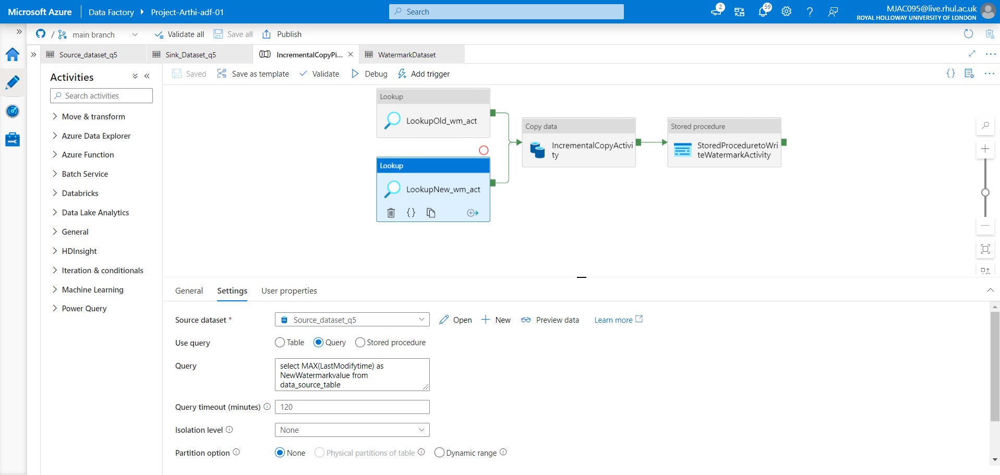 Microsoft Azure
Data Factory
Project-Arthi-adf-01
Search
2
59
MJAC095@live.rhul.ac.uk
ROYAL HOLLOWAY UNIVERSITY OF LONDON
/ main branch
Validate all
Save all
Publish
Source_dataset_q5
Sink_Dataset_q5
IncrementalCopyPi...
WatermarkDataset
Activities
Search activities
Move & transform
Azure Data Explorer
Azure Function
Batch Service
Databricks
Data Lake Analytics
General
HDInsight
Iteration & conditionals
Machine Learning
Power Query
Saved
Save as template
Validate
Debug
Add trigger
Lookup
LookupOld_wm_act
Lookup
LookupNew_wm_act
Copy data
IncrementalCopyActivi
ty
Stored procedure
StoredProceduretoWri
teWatermarkActivity
General
Settings
User properties
Source dataset *
Source_dataset_q5
Open
New
Preview data
Learn more
Use query
Table
Query
Stored procedure
Query
select MAX(LastModifytime) as
NewWatermarkvalue from
data_source_table
Query timeout (minutes)
120
Isolation level
None
Partition option
None
Physical partitions of table
Dynamic range